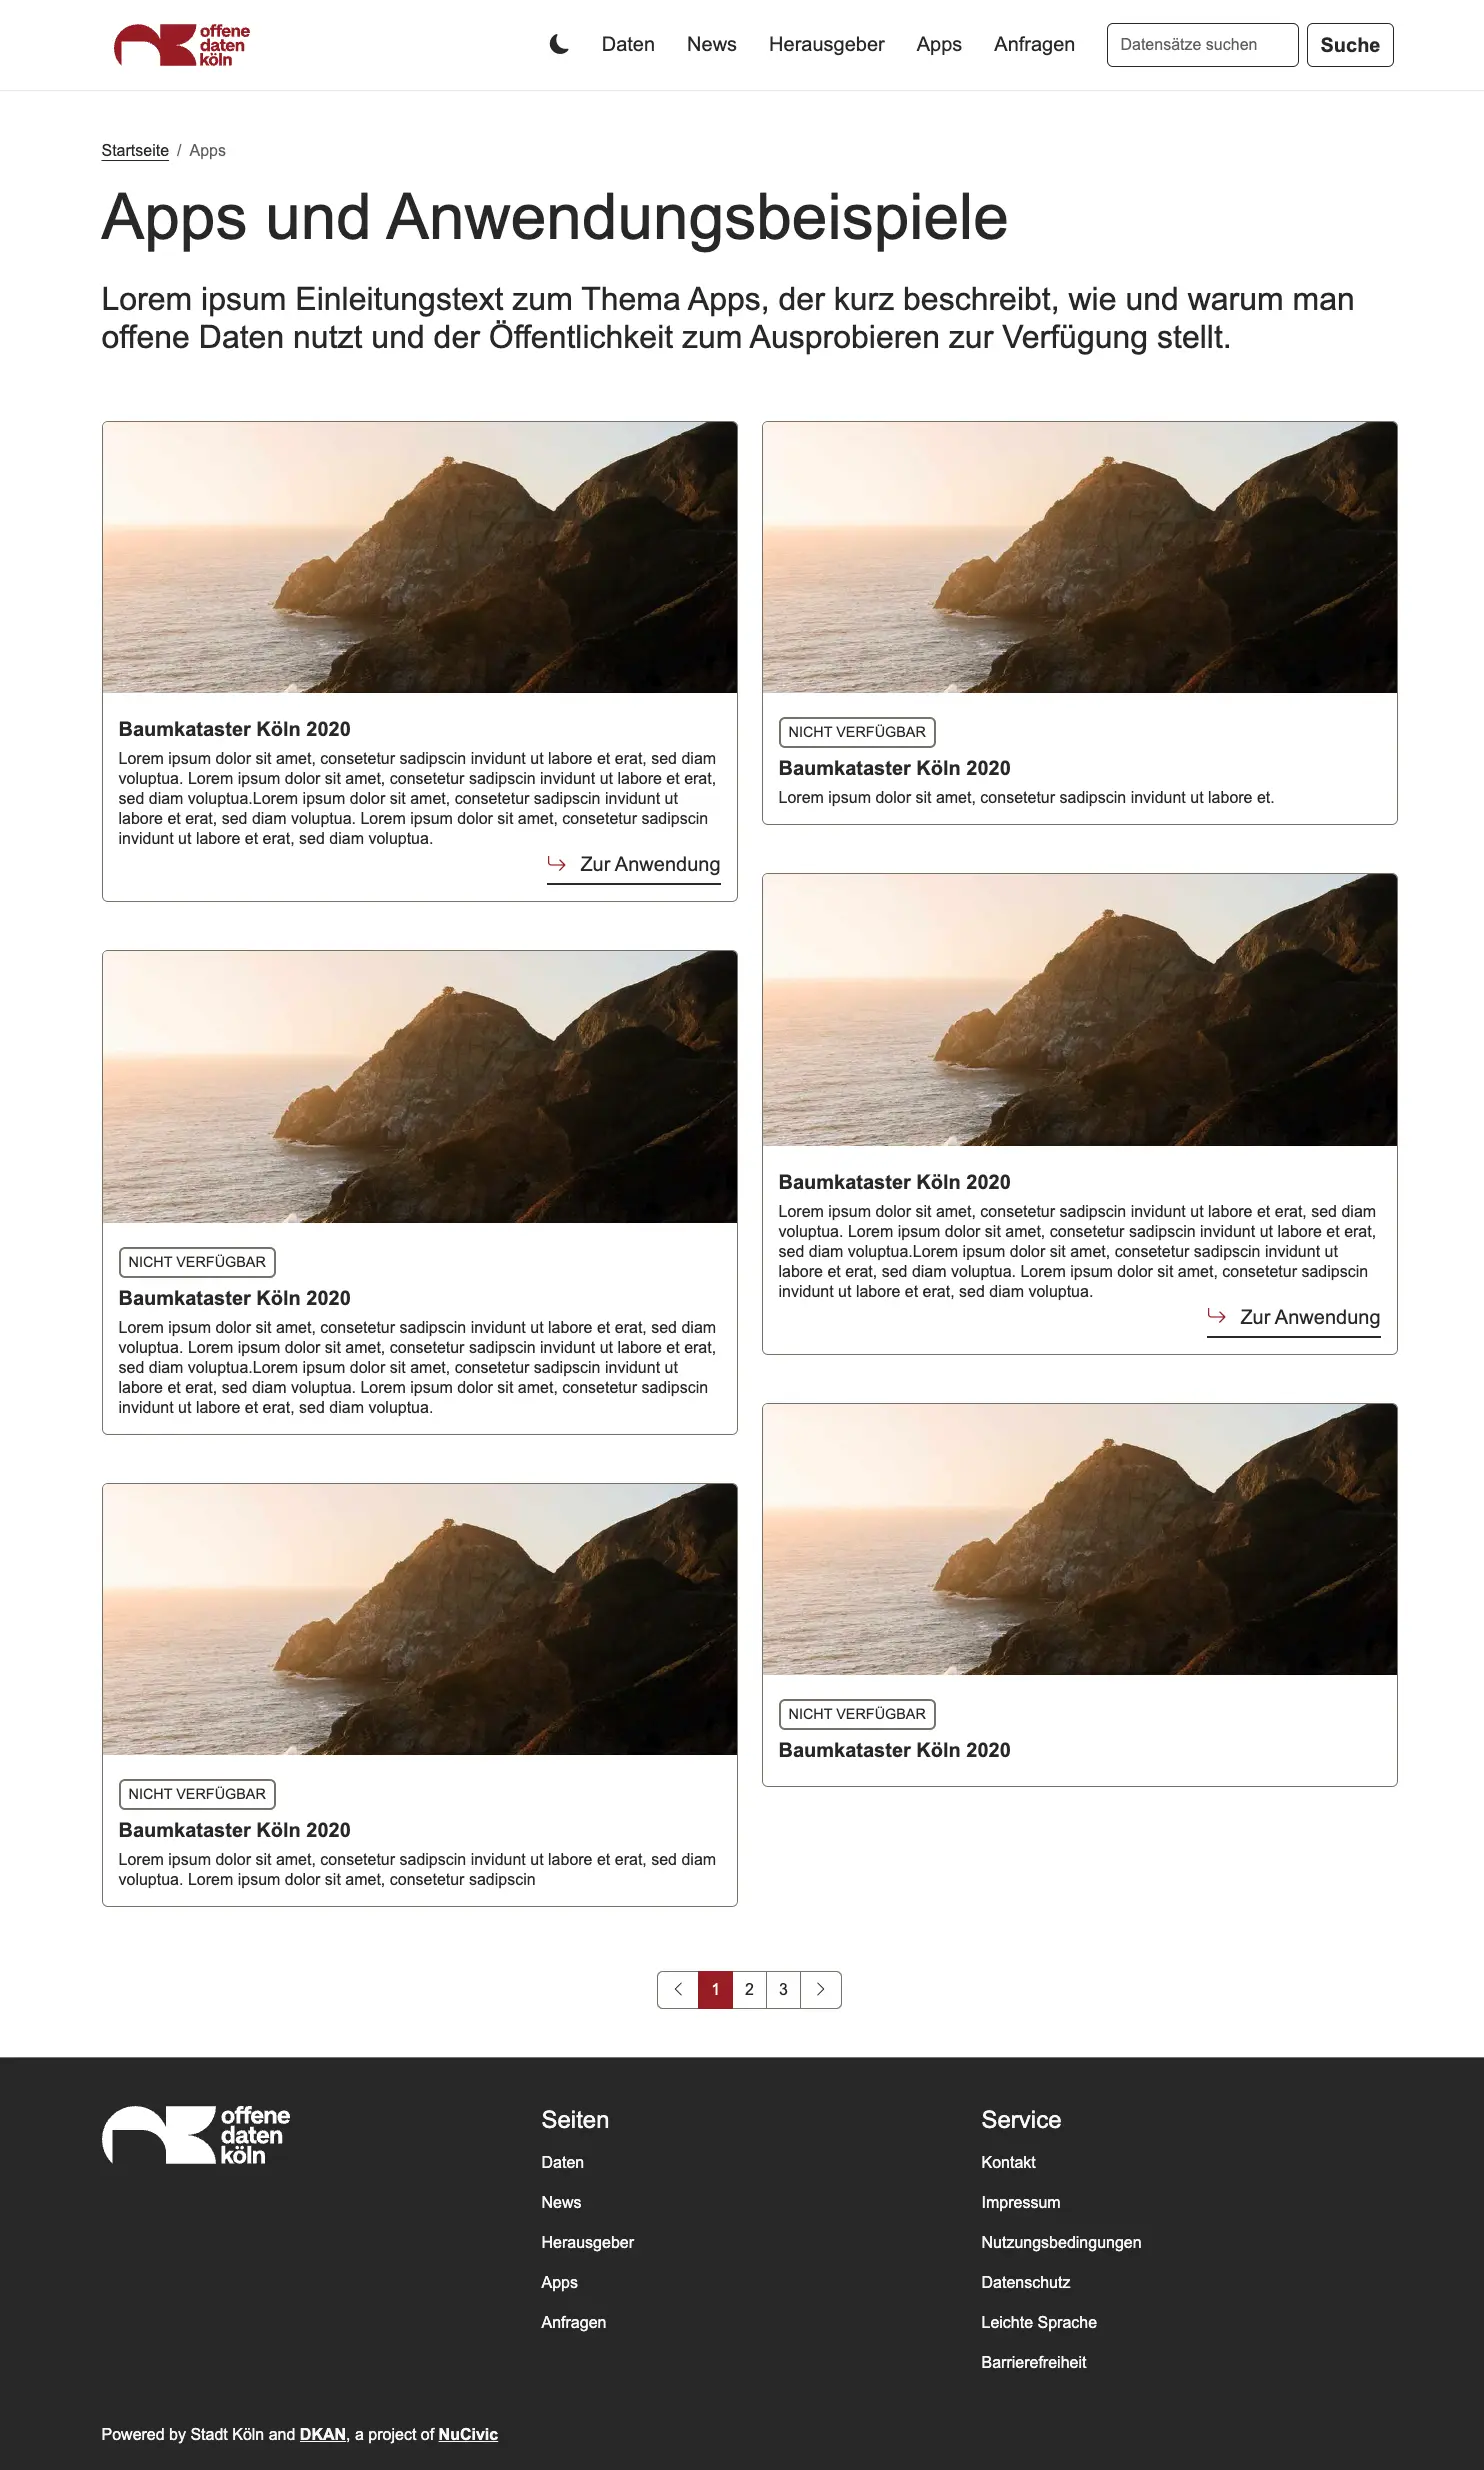 offene
daten
köln
Daten
News
Herausgeber
Apps
Anfragen
Datensätze suchen
Suche
Startseite / Apps
Apps und Anwendungsbeispiele
Lorem ipsum Einleitungstext zum Thema Apps, der kurz beschreibt, wie und warum man
offene Daten nutzt und der Öffentlichkeit zum Ausprobieren zur Verfügung stellt.
Baumkataster Köln 2020
Lorem ipsum dolor sit amet, consetetur sadipscin invidunt ut labore et erat, sed diam
voluptua. Lorem ipsum dolor sit amet, consetetur sadipscin invidunt ut labore et erat,
sed diam voluptua.Lorem ipsum dolor sit amet, consetetur sadipscin invidunt ut
labore et erat, sed diam voluptua. Lorem ipsum dolor sit amet, consetetur sadipscin
invidunt ut labore et erat, sed diam voluptua.
Zur Anwendung
NICHT VERFÜGBAR
Baumkataster Köln 2020
Lorem ipsum dolor sit amet, consetetur sadipscin invidunt ut labore et erat, sed diam
voluptua. Lorem ipsum dolor sit amet, consetetur sadipscin invidunt ut labore et erat,
sed diam voluptua.Lorem ipsum dolor sit amet, consetetur sadipscin invidunt ut
labore et erat, sed diam voluptua. Lorem ipsum dolor sit amet, consetetur sadipscin
invidunt ut labore et erat, sed diam voluptua.
NICHT VERFÜGBAR
Baumkataster Köln 2020
Lorem ipsum dolor sit amet, consetetur sadipscin invidunt ut labore et erat, sed diam
voluptua. Lorem ipsum dolor sit amet, consetetur sadipscin
NICHT VERFÜGBAR
Baumkataster Köln 2020
Lorem ipsum dolor sit amet, consetetur sadipscin invidunt ut labore et.
Baumkataster Köln 2020
Lorem ipsum dolor sit amet, consetetur sadipscin invidunt ut labore et erat, sed diam
voluptua. Lorem ipsum dolor sit amet, consetetur sadipscin invidunt ut labore et erat,
sed diam voluptua.Lorem ipsum dolor sit amet, consetetur sadipscin invidunt ut
labore et erat, sed diam voluptua. Lorem ipsum dolor sit amet, consetetur sadipscin
invidunt ut labore et erat, sed diam voluptua.
Zur Anwendung
NICHT VERFÜGBAR
Baumkataster Köln 2020
1 2 3
offene
daten
köln
Seiten
Daten
News
Herausgeber
Apps
Anfragen
Service
Kontakt
Impressum
Nutzungsbedingungen
Datenschutz
Leichte Sprache
Barrierefreiheit
Powered by Stadt Köln and DKAN, a project of NuCivic